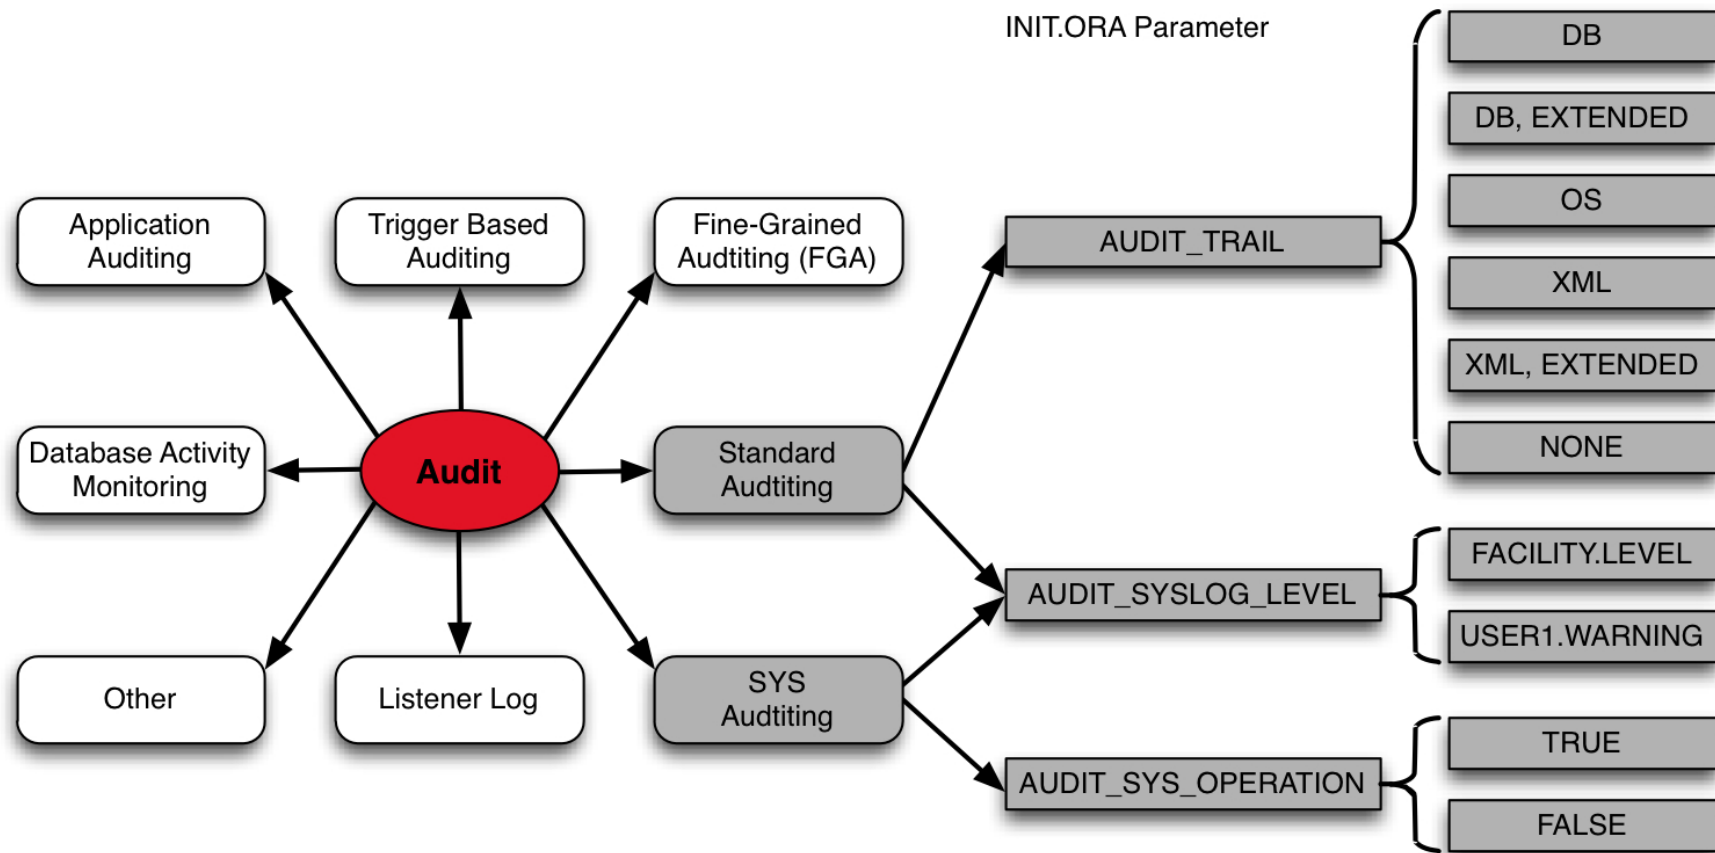 INIT.ORA Parameter
DB
DB, EXTENDED
OS
XML
XML, EXTENDED
NONE
Application
Auditing
Trigger Based
Auditing
Fine-Grained
Audtiting (FGA)
AUDIT_TRAIL
Database Activity
Monitoring
Audit
Standard
Audtiting
AUDIT_SYSLOG_LEVEL
FACILITY.LEVEL
USER1.WARNING
Other
Listener Log
SYS
Audtiting
AUDIT_SYS_OPERATION
TRUE
FALSE